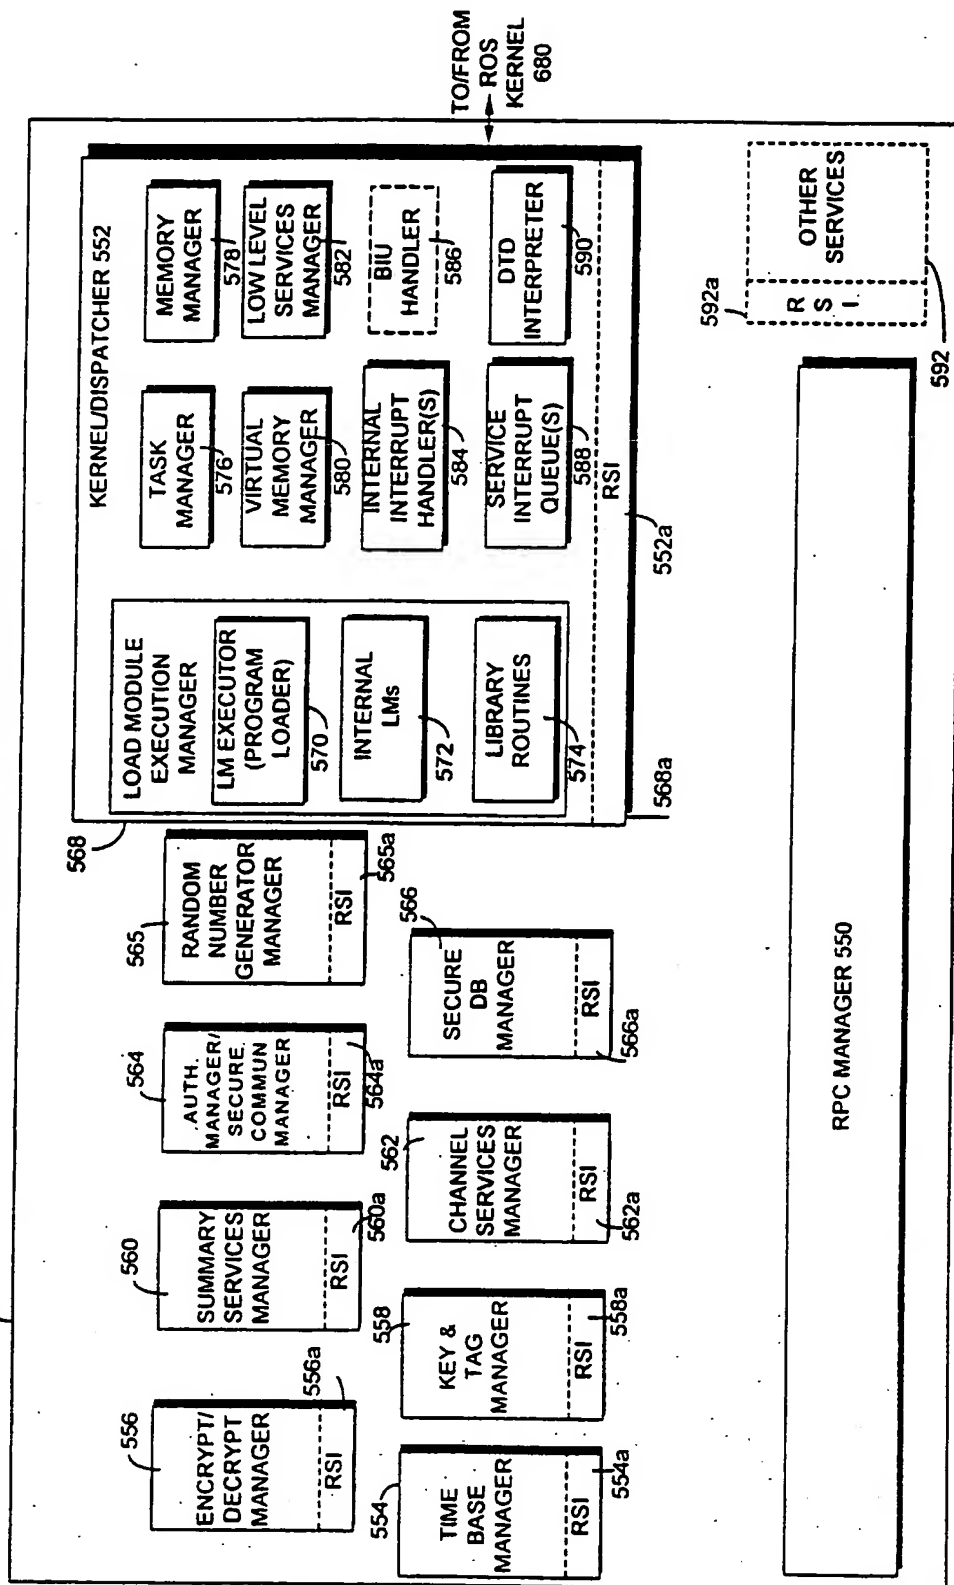 KERNEL/DISPATCHER 552
TO/FROM
ROS
KERNEL
680
568
LOAD MODULE
EXECUTION
MANAGER
LM EXECUTOR
(PROGRAM
LOADER)
570
INTERNAL
LMs
572
LIBRARY
ROUTINES
574
568a
TASK
MANAGER
576
MEMORY
MANAGER
578
VIRTUAL
MEMORY
MANAGER
580
LOW LEVEL
SERVICES
MANAGER
582
INTERNAL
INTERRUPT
HANDLER(S)
584
BIU
HANDLER
586
SERVICE
INTERRUPT
QUEUE(S)
588
DTD
INTERPRETER
590
RSI
552a
556
ENCRYPT/
DECRYPT
MANAGER
RSI
556a
560
SUMMARY
SERVICES
MANAGER
RSI
560a
564
AUTH.
MANAGER/
SECURE.
COMMUN
MANAGER
RSI
564a
565
RANDOM
NUMBER
GENERATOR
MANAGER
RSI
565a
554
TIME
BASE
MANAGER
RSI
554a
558
KEY &
TAG
MANAGER
RSI
558a
562
CHANNEL
SERVICES
MANAGER
RSI
562a
566
SECURE
DB
MANAGER
RSI
566a
592a
RSI
OTHER
SERVICES
592
RPC MANAGER 550